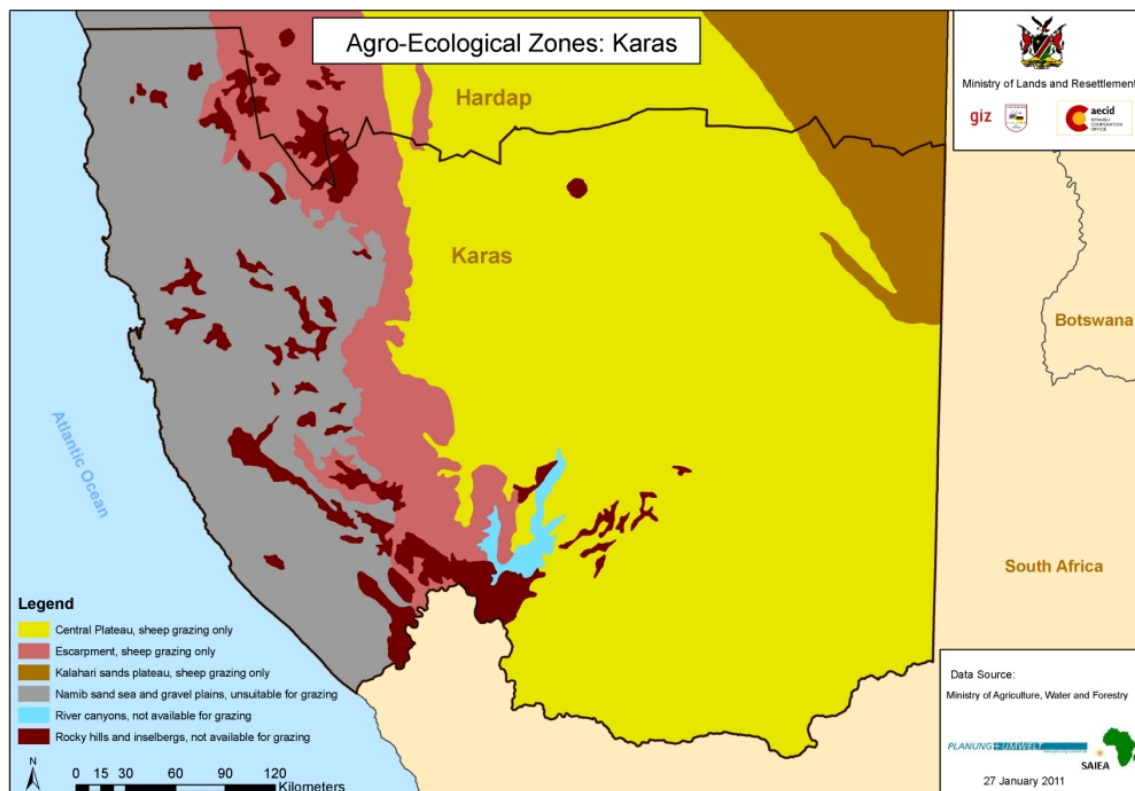 Agro-Ecological Zones: Karas
Ministry of Lands and Resettlement
giz
aecid
SPANISH
COOPERATION
OFFICE
Hardap
Karas
Botswana
Atlantic Ocean
South Africa
Legend
Central Plateau, sheep grazing only
Escarpment, sheep grazing only
Kalahari sands plateau, sheep grazing only
Namib sand sea and gravel plains, unsuitable for grazing
River canyons, not available for grazing
Rocky hills and inselbergs, not available for grazing
N
0 15 30 60 90 120
Kilometers
Data Source:
Ministry of Agriculture, Water and Forestry
PLANUNG+UMWELT
SAIEA
27 January 2011